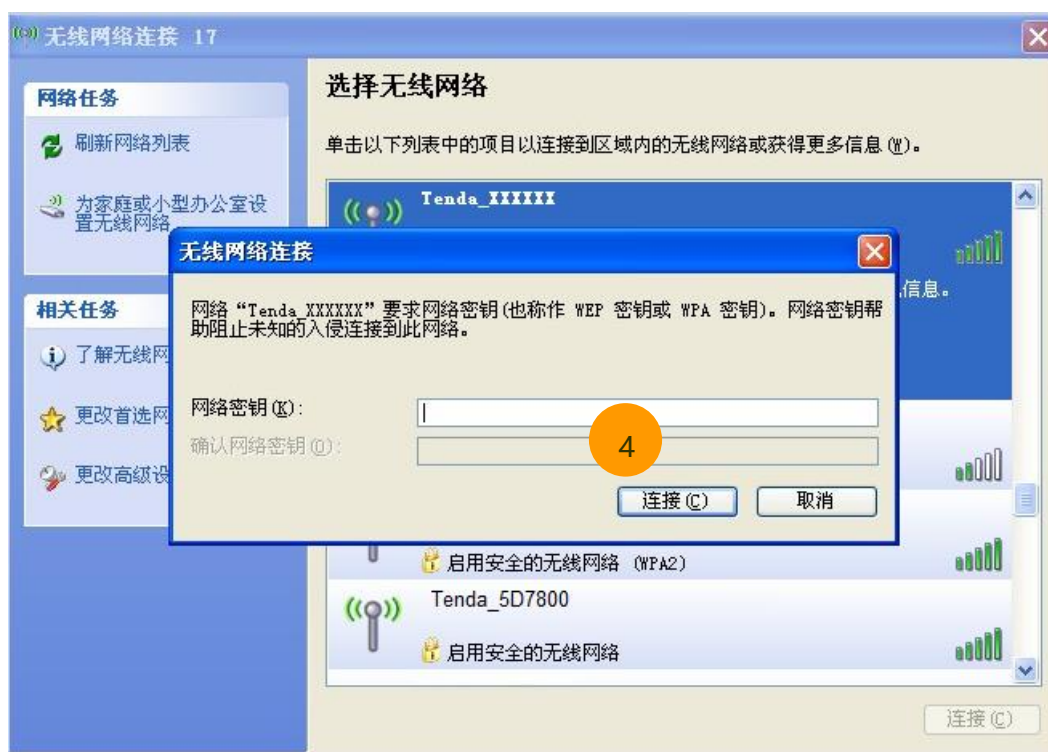 无线网络连接 17
网络任务
刷新网络列表
为家庭或小型办公室设
置无线网络
相关任务
了解无线网
更改首选网
更改高级设
选择无线网络
单击以下列表中的项目以连接到区域内的无线网络或获得更多信息(W)。
Tenda_XXXXXX
信息。
无线网络连接
网络“Tenda_XXXXXX”要求网络密钥(也称作 WEP 密钥或 WPA 密钥)。网络密钥帮
助阻止未知的入侵连接到此网络。
网络密钥(K):
确认网络密钥(O):
4
连接(C)
取消
启用安全的无线网络 (WPA2)
Tenda_5D7800
启用安全的无线网络
连接(C)